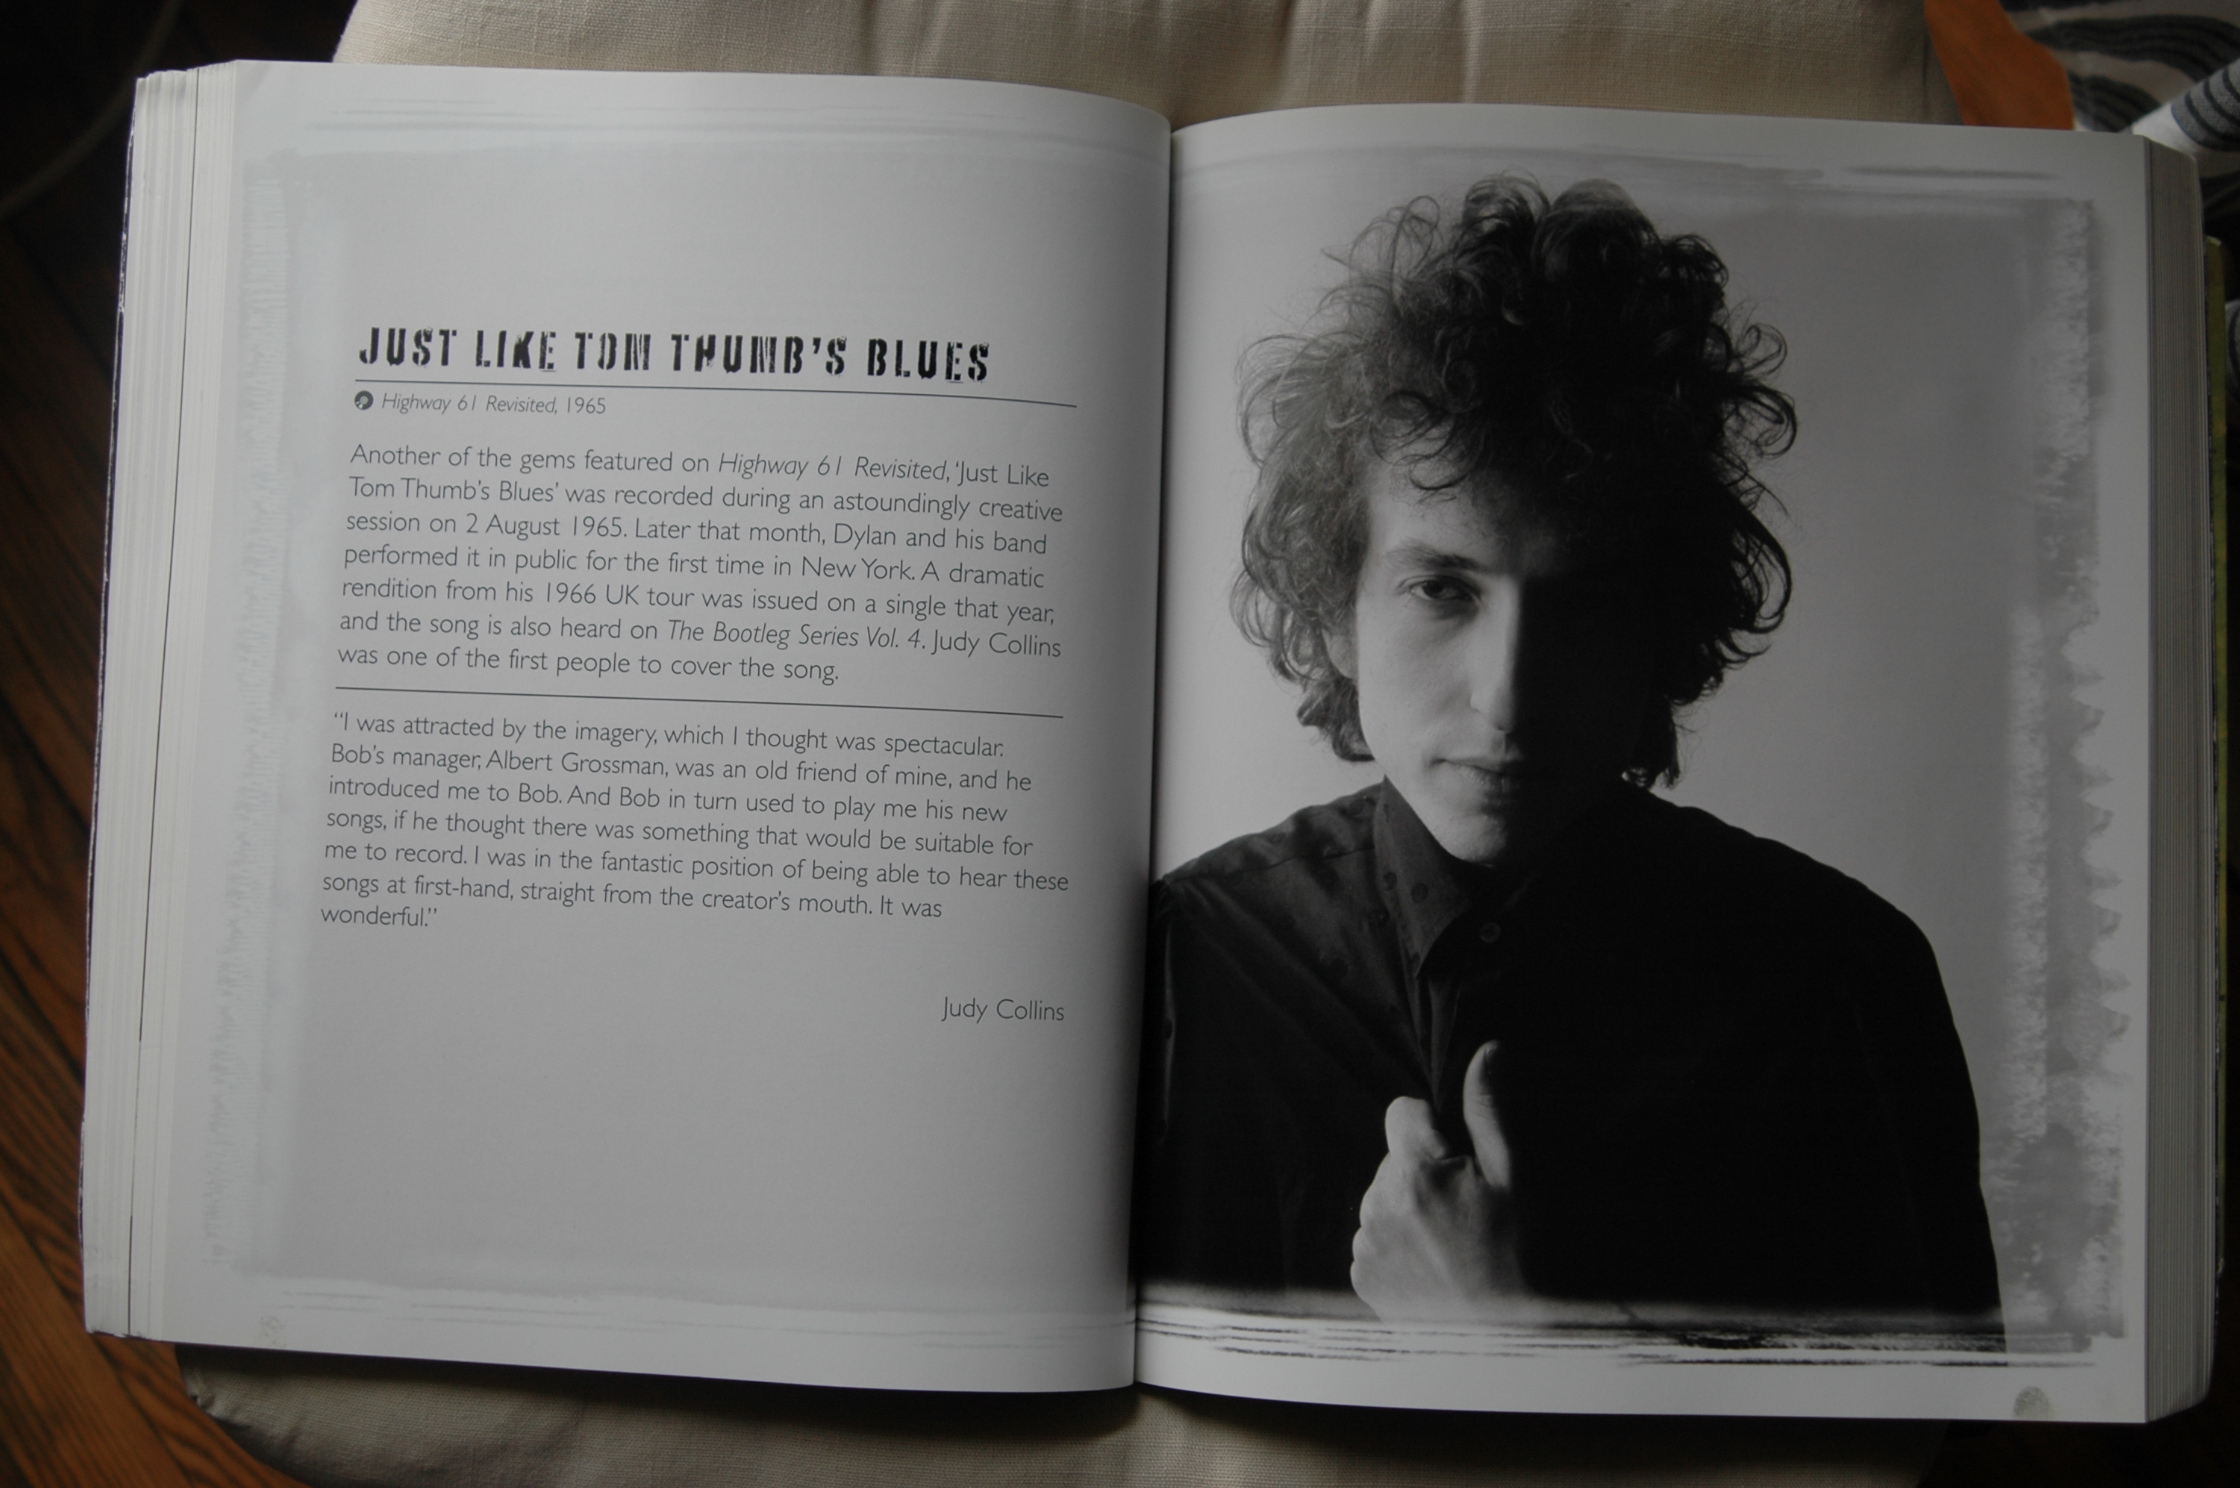 JUST LIKE TOM THUMB'S BLUES
Highway 61 Revisited, 1965
Another of the gems featured on Highway 61 Revisited, 'Just Like
Tom Thumb's Blues' was recorded during an astoundingly creative
session on 2 August 1965. Later that month, Dylan and his band
performed it in public for the first time in New York. A dramatic
rendition from his 1966 UK tour was issued on a single that year,
and the song is also heard on The Bootleg Series Vol. 4. Judy Collins
was one of the first people to cover the song.
"I was attracted by the imagery, which I thought was spectacular.
Bob's manager, Albert Grossman, was an old friend of mine, and he
introduced me to Bob. And Bob in turn used to play me his new
songs, if he thought there was something that would be suitable for
me to record. I was in the fantastic position of being able to hear these
songs at first-hand, straight from the creator's mouth. It was
wonderful."
Judy Collins